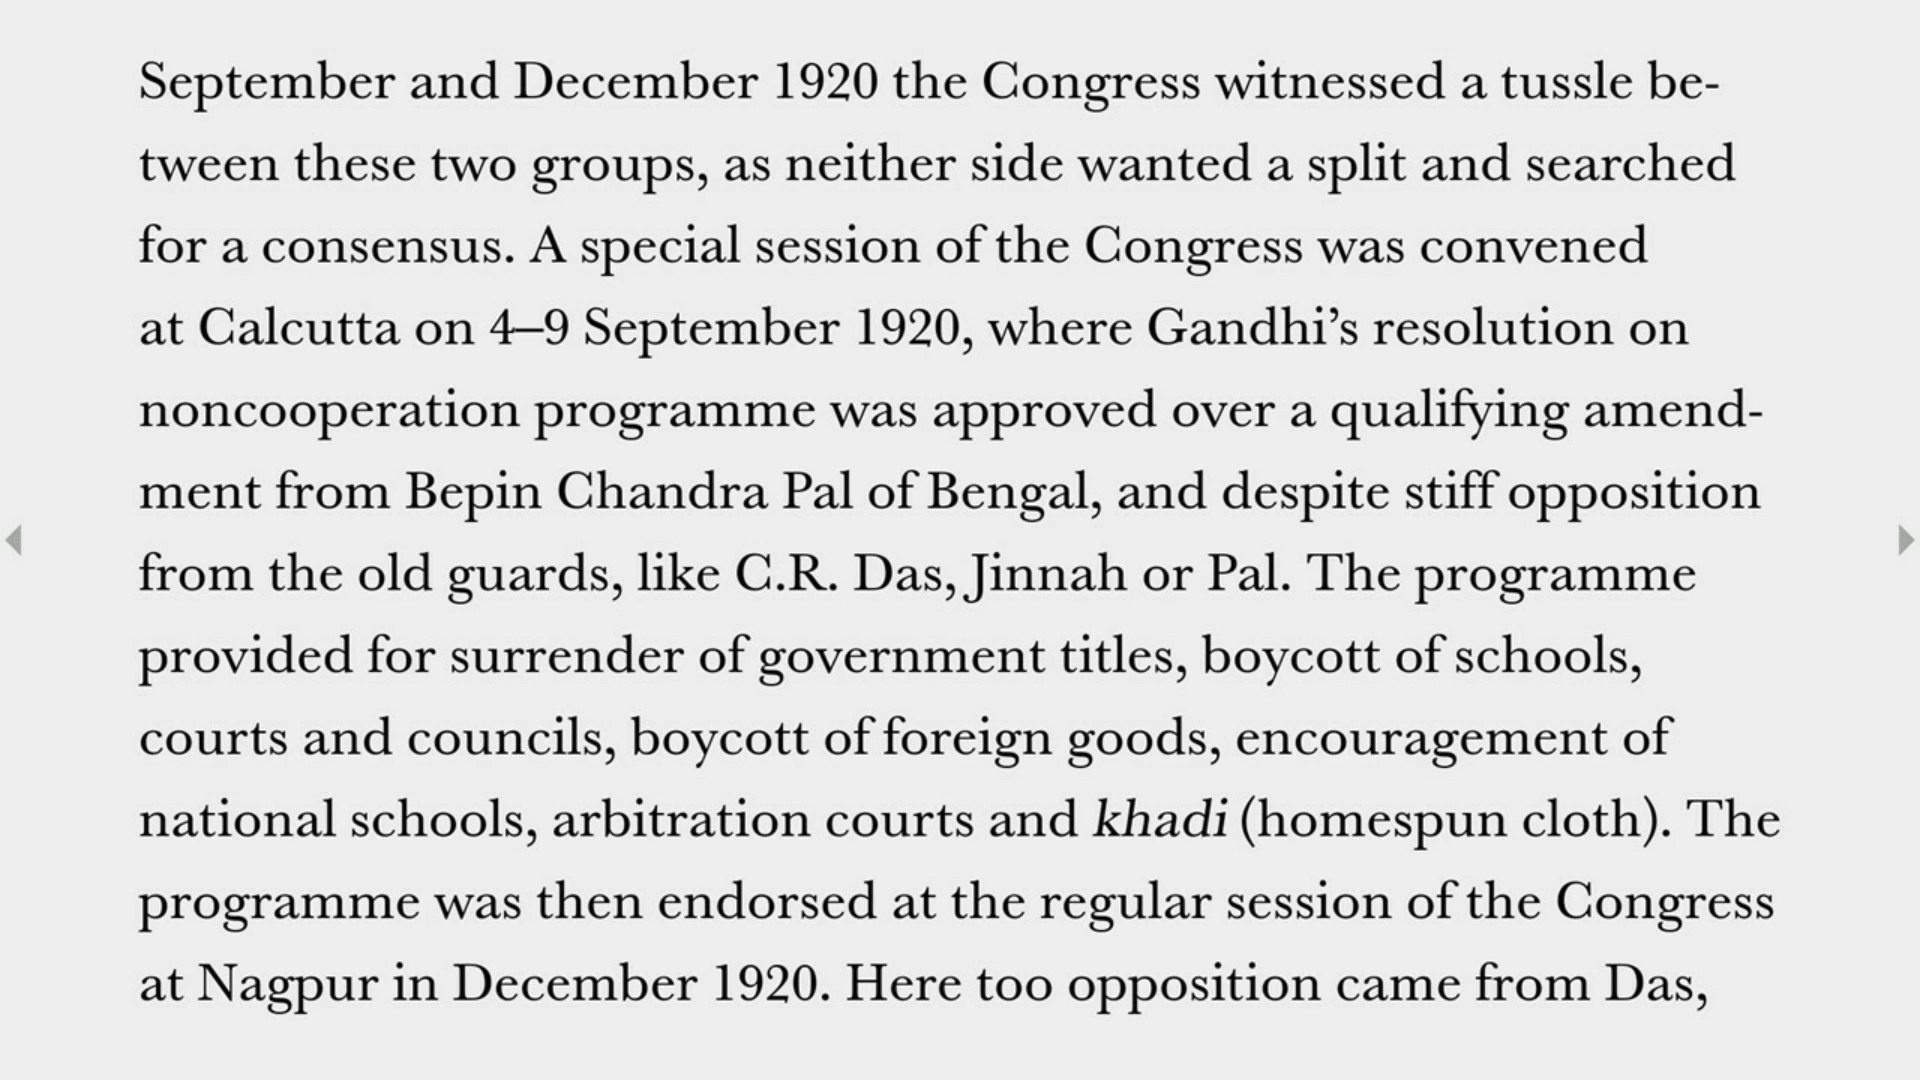 September and December 1920 the Congress witnessed a tussle be-
tween these two groups, as neither side wanted a split and searched
for a consensus. A special session of the Congress was convened
at Calcutta on 4–9 September 1920, where Gandhi’s resolution on
noncooperation programme was approved over a qualifying amend-
ment from Bepin Chandra Pal of Bengal, and despite stiff opposition
from the old guards, like C.R. Das, Jinnah or Pal. The programme
provided for surrender of government titles, boycott of schools,
courts and councils, boycott of foreign goods, encouragement of
national schools, arbitration courts and khadi (homespun cloth). The
programme was then endorsed at the regular session of the Congress
at Nagpur in December 1920. Here too opposition came from Das,